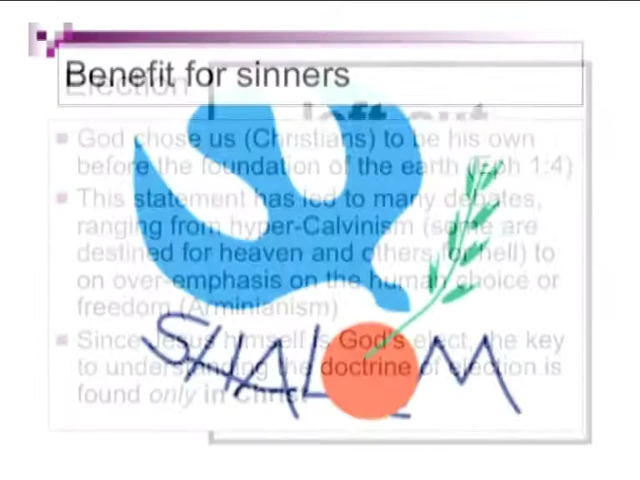 Benefit for sinners
Election
left out
God chose us (Christians) to be his own
before the foundation of the earth (Eph 1:4)
This statement has led to many debates,
ranging from hyper-Calvinism (some are
destined for heaven and others for hell) to
on over-emphasis on the human choice or
freedom (Arminianism)
Since Jesus himself is God's elect, the key
to understanding the doctrine of election is
found only in Christ
SHALOM